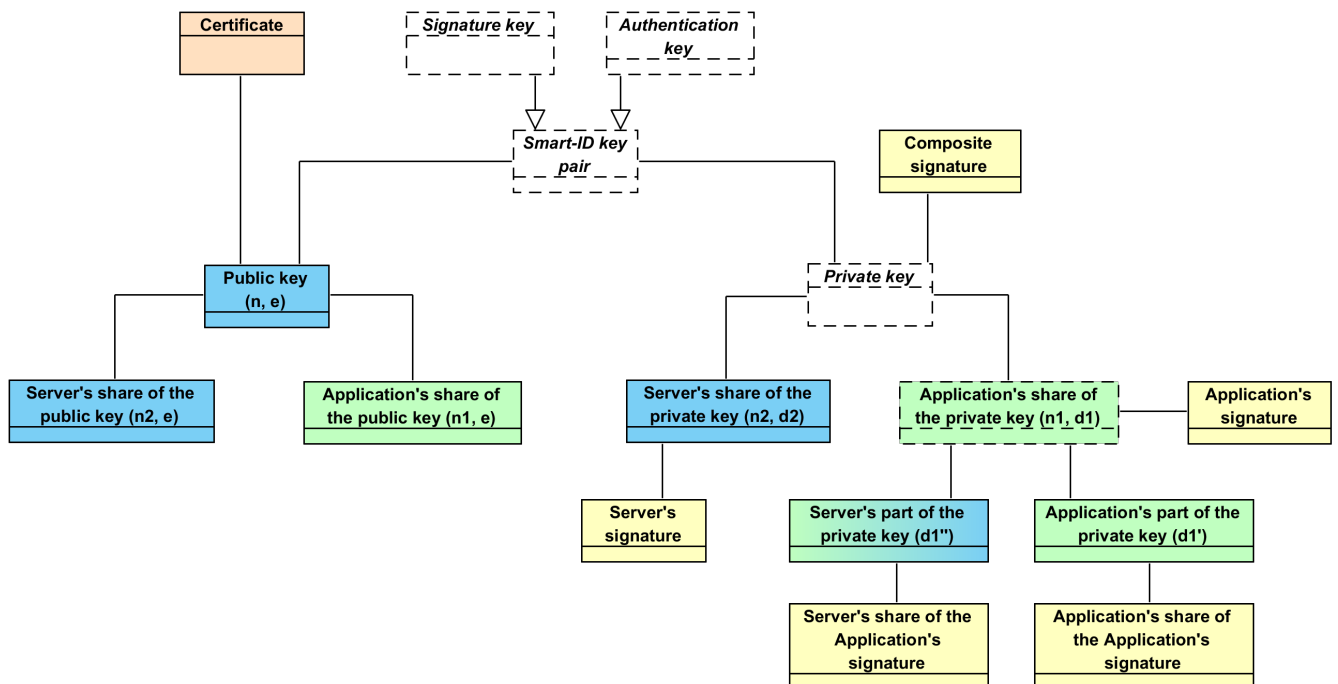 Certificate
Signature key
Authentication
key
Smart-ID key
pair
Composite
signature
Public key
(n, e)
Private key
Server's share of the
public key (n2, e)
Application's share of
the public key (n1, e)
Server's share of the
private key (n2, d2)
Application's share of
the private key (n1, d1)
Application's
signature
Server's
signature
Server's part of the
private key (d1'')
Application's part of the
private key (d1')
Server's share of the
Application's
signature
Application's share of
the Application's
signature